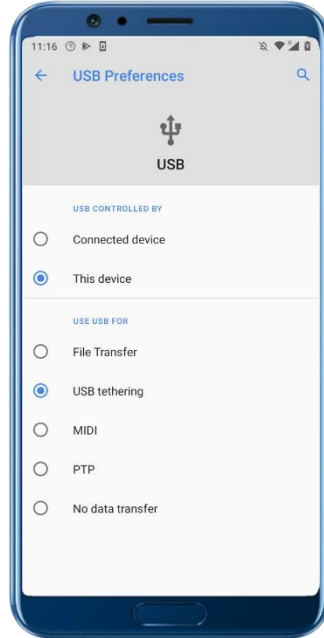 11:16
USB Preferences
USB
USB CONTROLLED BY
Connected device
This device
USE USB FOR
File Transfer
USB tethering
MIDI
PTP
No data transfer